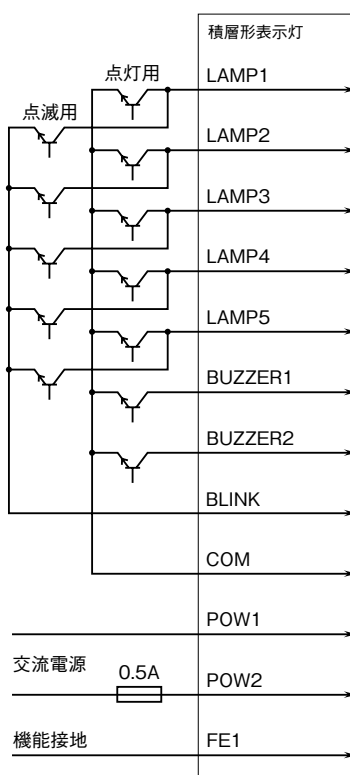 積層形表示灯
点灯用
LAMP1
点滅用
LAMP2
LAMP3
LAMP4
LAMP5
BUZZER1
BUZZER2
BLINK
COM
POW1
交流電源
0.5A
POW2
機能接地
FE1